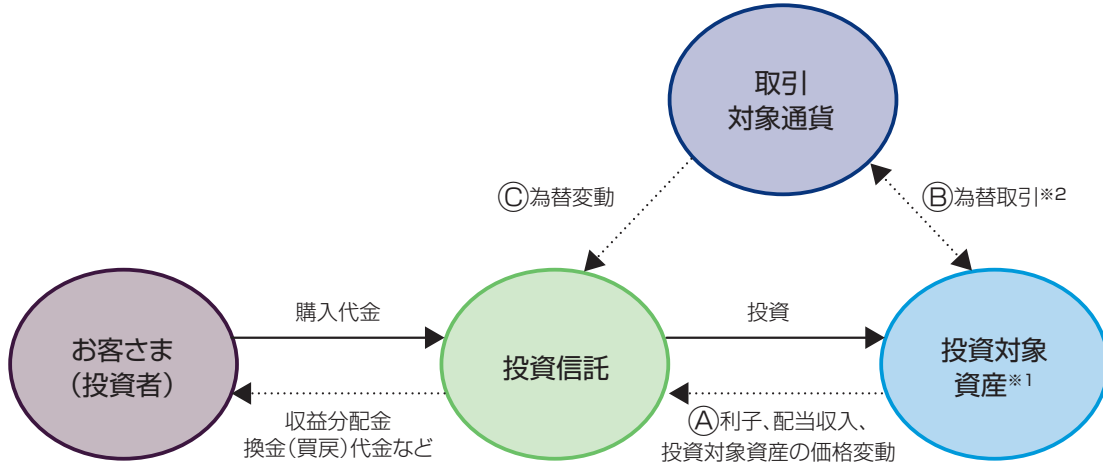 取引
対象通貨
Ⓒ為替変動
Ⓑ為替取引※2
購入代金
投資
お客さま
（投資者）
投資信託
投資対象
資産※1
収益分配金
換金（買戻）代金など
Ⓐ利子、配当収入、
投資対象資産の価格変動